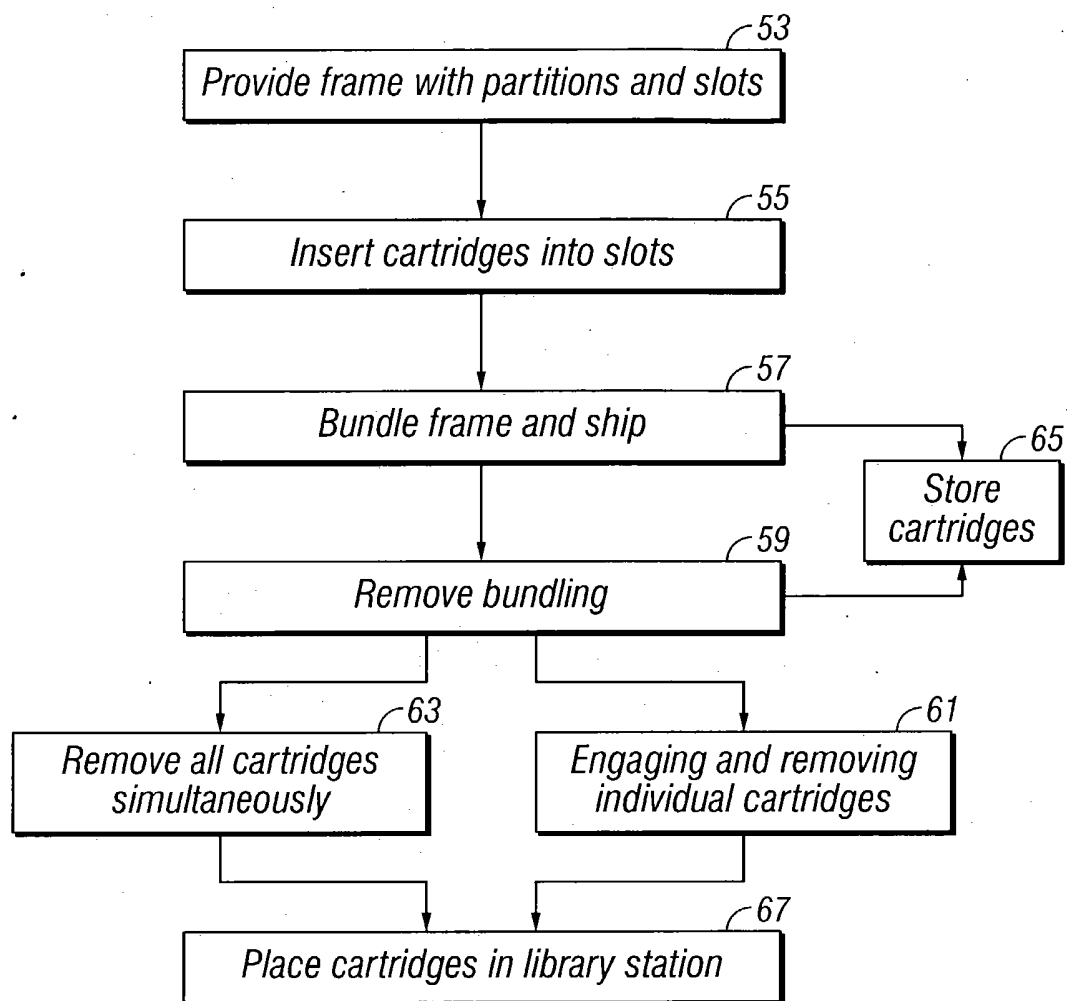 53
Provide frame with partitions and slots
55
Insert cartridges into slots
57
Bundle frame and ship
65
Store
cartridges
59
Remove bundling
63
Remove all cartridges
simultaneously
61
Engaging and removing
individual cartridges
67
Place cartridges in library station